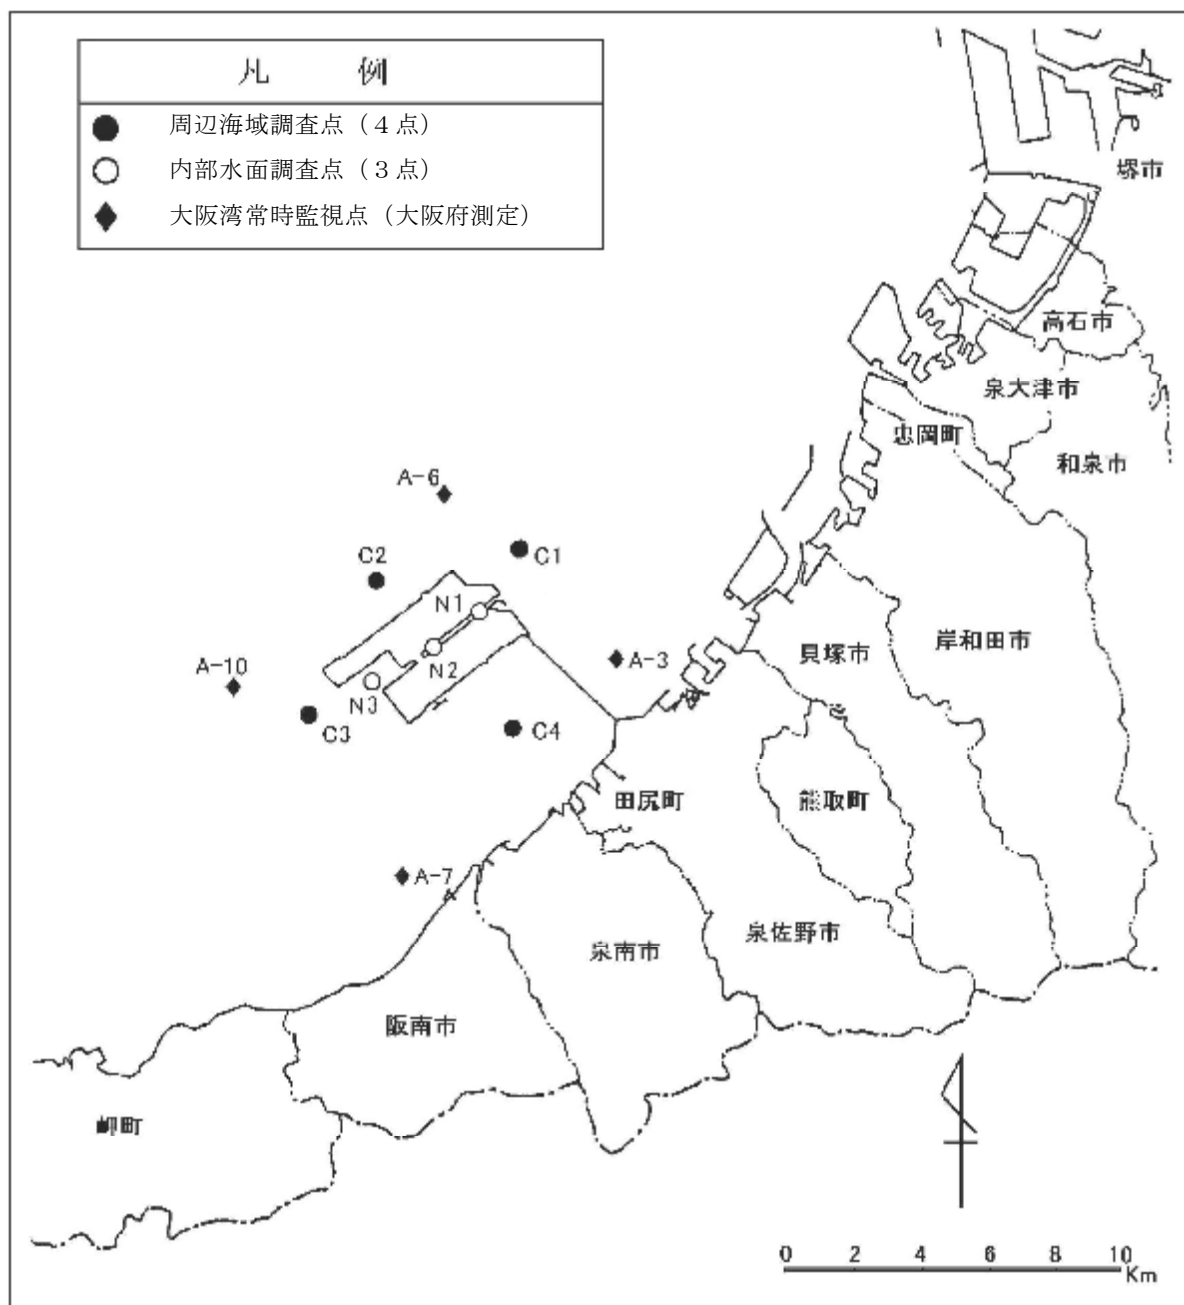 凡 例
周辺海域調査点（４点）
内部水面調査点（３点）
大阪湾常時監視点（大阪府測定）
堺市
高石市
泉大津市
忠岡町
和泉市
A-6
C1
C2
N1
岸和田市
貝塚市
A-3
A-10
N2
N3
C3
C4
田尻町
熊取町
A-7
泉佐野市
泉南市
阪南市
岬町
0 2 4 6 8 10
Km